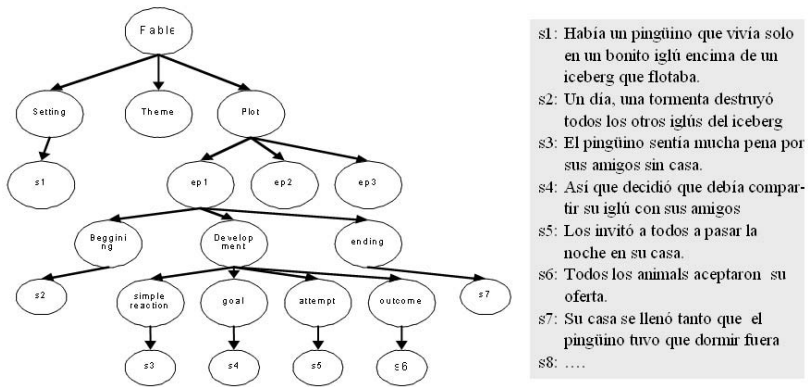 Fable
Setting
Theme
Plot
s1
ep1
ep2
ep3
Beggini
ng
Develop
ment
ending
s2
simple
reaction
goal
attempt
outcome
s7
s3
s4
s5
s6
s1: Había un pingüino que vivía solo
en un bonito iglú encima de un
iceberg que flotaba.
s2: Un día, una tormenta destruyó
todos los otros iglús del iceberg
s3: El pingüino sentía mucha pena por
sus amigos sin casa.
s4: Así que decidió que debía compar-
tir su iglú con sus amigos
s5: Los invitó a todos a pasar la
noche en su casa.
s6: Todos los animals aceptaron su
oferta.
s7: Su casa se llenó tanto que el
pingüino tuvo que dormir fuera
s8: ....